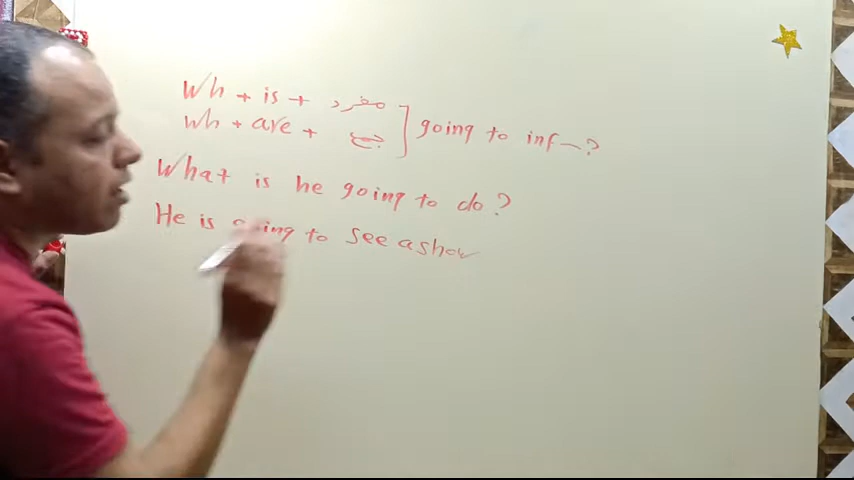 Wh + is + مفرد } going to inf ~?
Wh + are + جمع
What is he going to do?
He is going to see a show